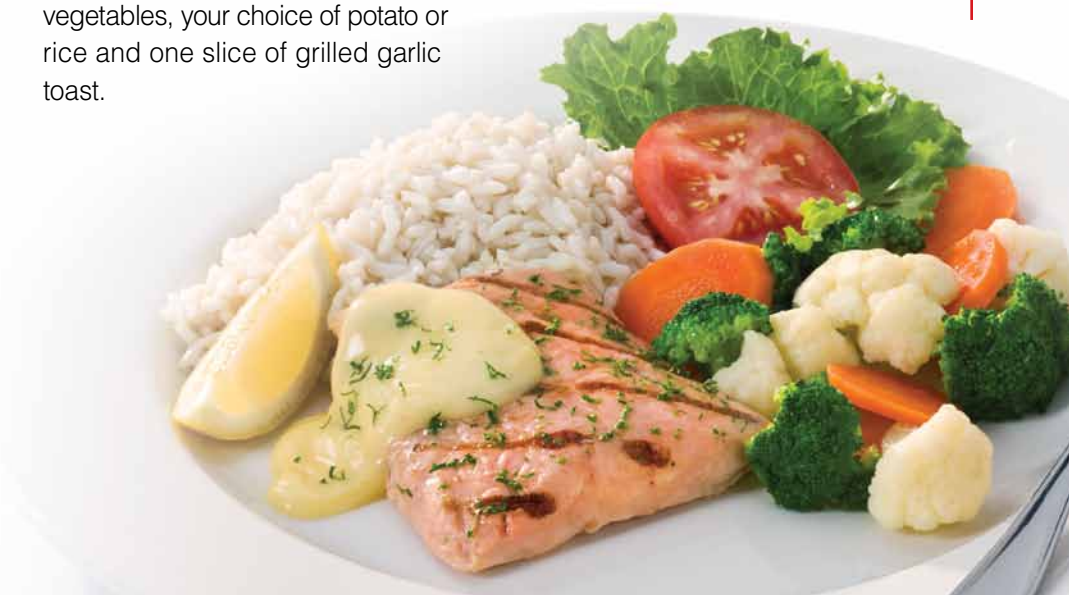 vegetables, your choice of potato or
rice and one slice of grilled garlic
toast.